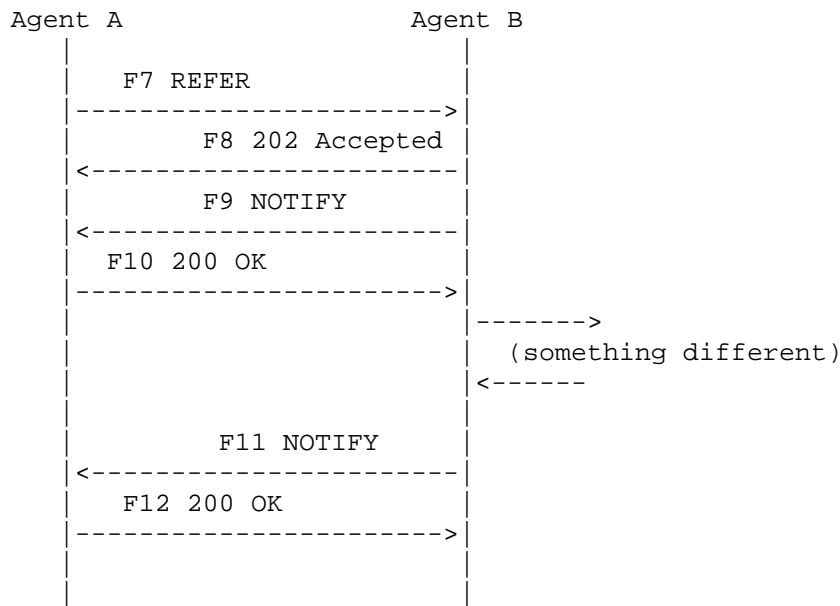 Agent A Agent B
F7 REFER
F8 202 Accepted
F9 NOTIFY
F10 200 OK
(something different)
F11 NOTIFY
F12 200 OK